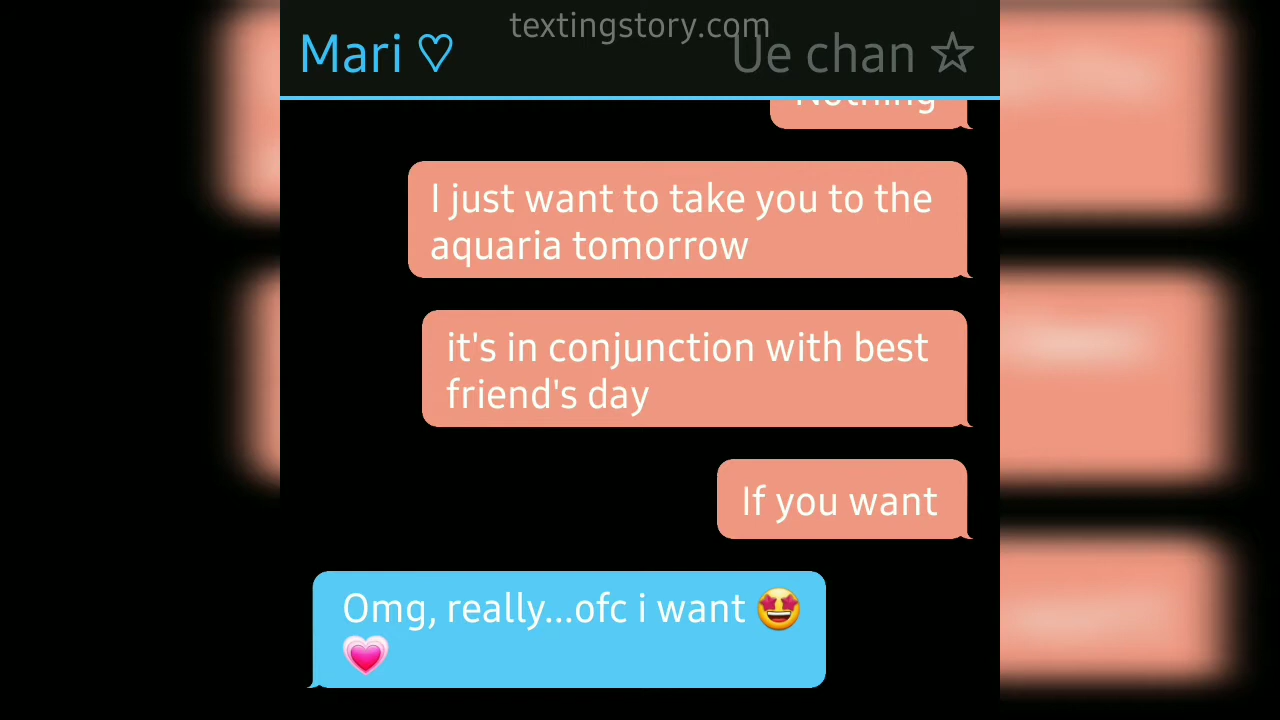 textingstory.com
Mari ♡ Ue chan ☆
Nothing
I just want to take you to the
aquaria tomorrow
it's in conjunction with best
friend's day
If you want
Omg, really...ofc i want 🤩
💗